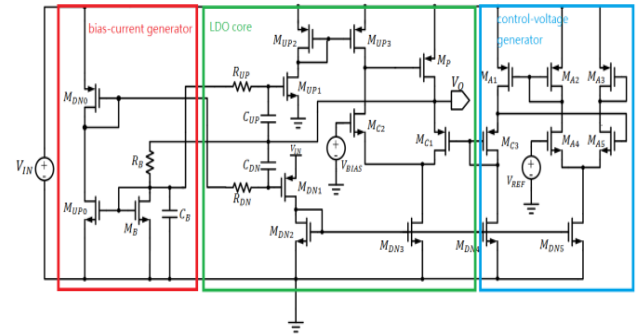 bias-current generator
LDO core
control-voltage
generator
M_UP2
M_UP3
M_P
V_O
M_A1
M_A2
M_A3
R_UP
M_UP1
M_DN0
C_UP
M_C2
M_C1
M_C3
M_A4
M_A5
V_IN
R_B
C_DN
V_IN
V_BIAS
V_REF
M_UP0
M_B
C_B
R_DN
M_DN1
M_DN2
M_DN3
M_DN4
M_DN5